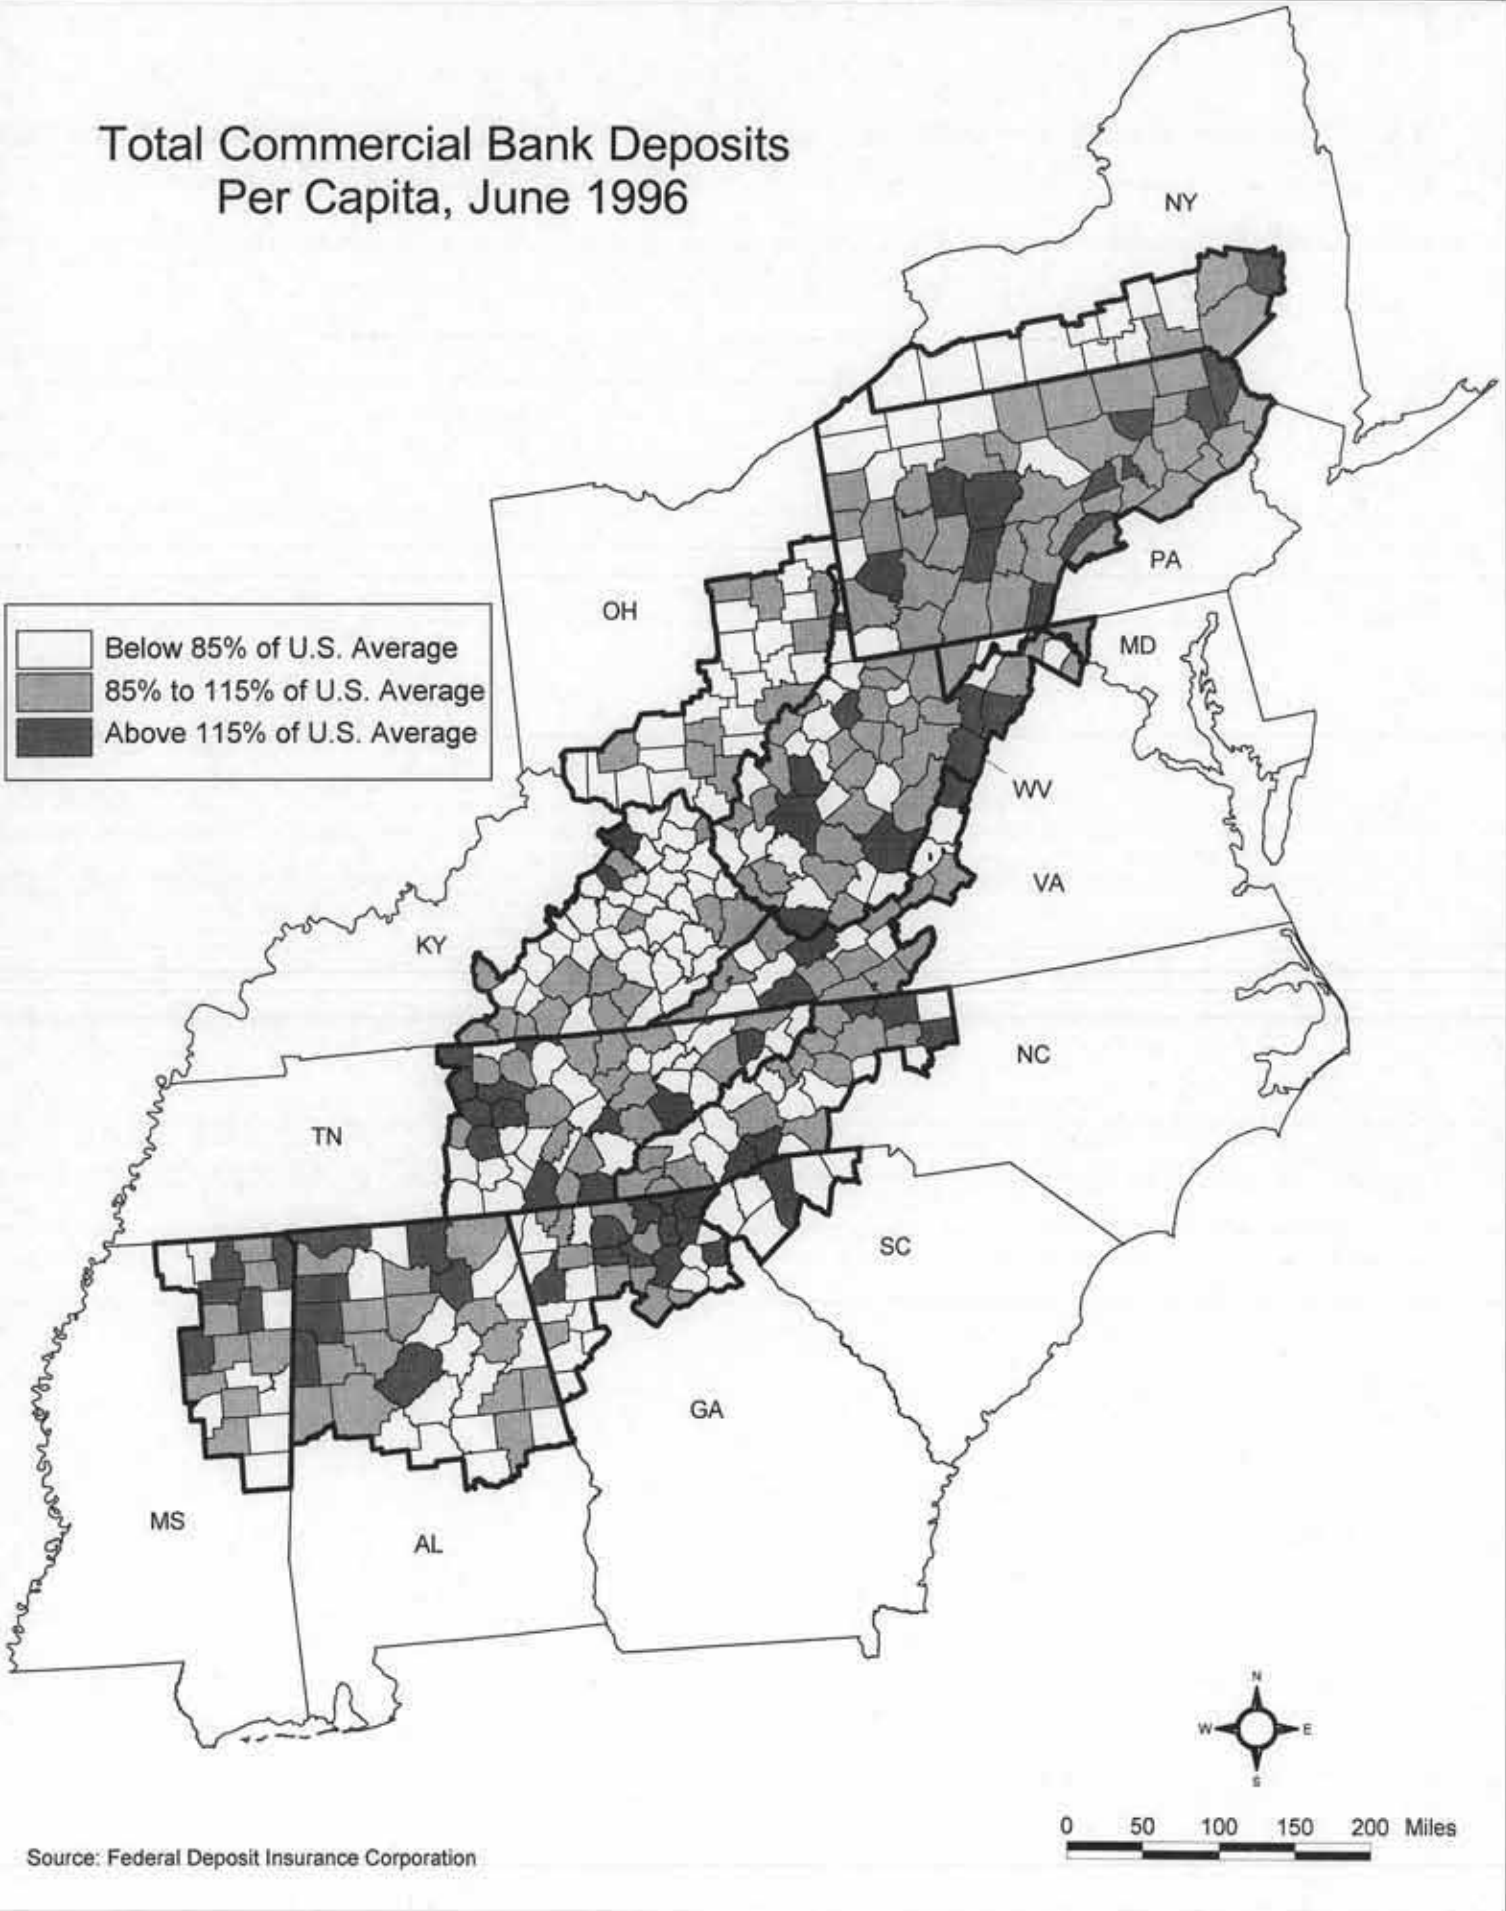 Total Commercial Bank Deposits
Per Capita, June 1996
NY
PA
OH
Below 85% of U.S. Average
85% to 115% of U.S. Average
Above 115% of U.S. Average
MD
WV
VA
KY
NC
TN
SC
GA
MS
AL
N
W E
S
0 50 100 150 200 Miles
Source: Federal Deposit Insurance Corporation